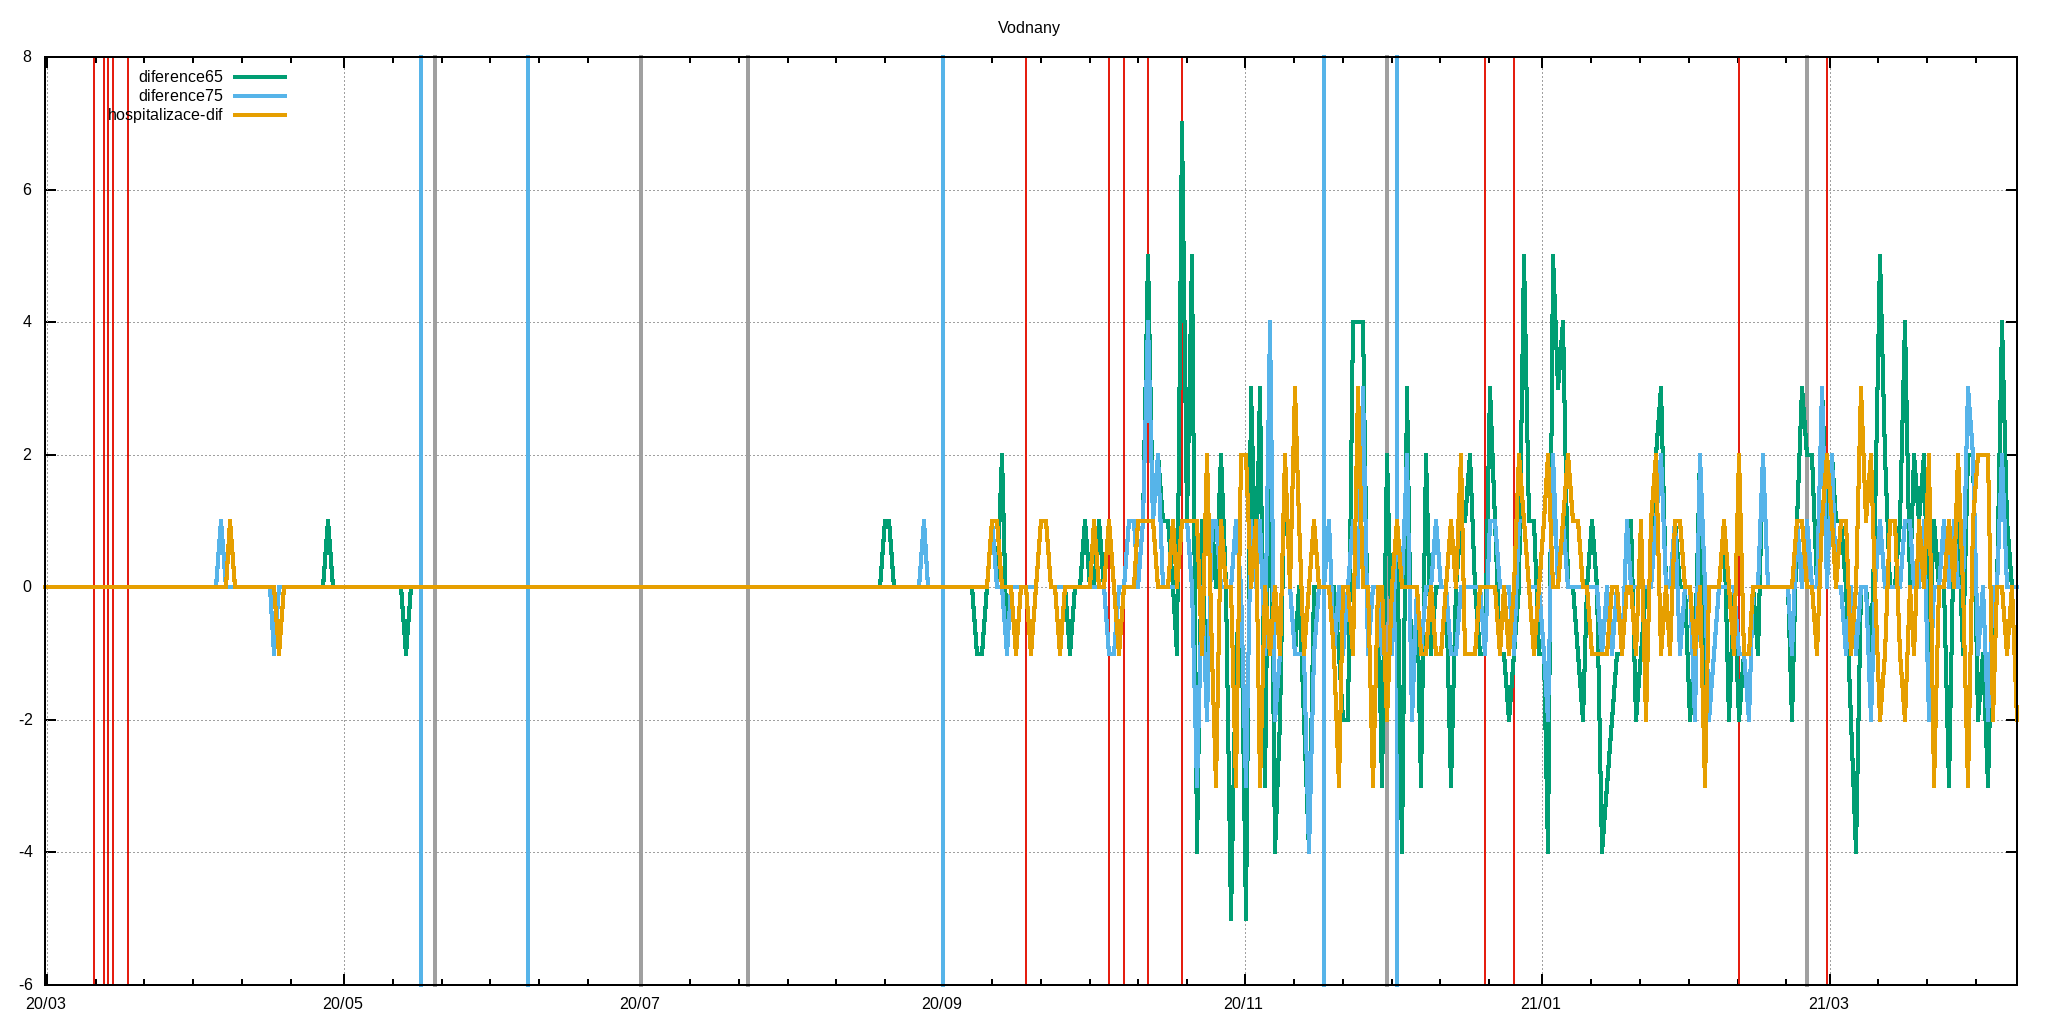 Vodnany
8
diference65
diference75
hospitalizace-dif
6
4
2
0
-2
-4
-6
20/03 20/05 20/07 20/09 20/11 21/01 21/03